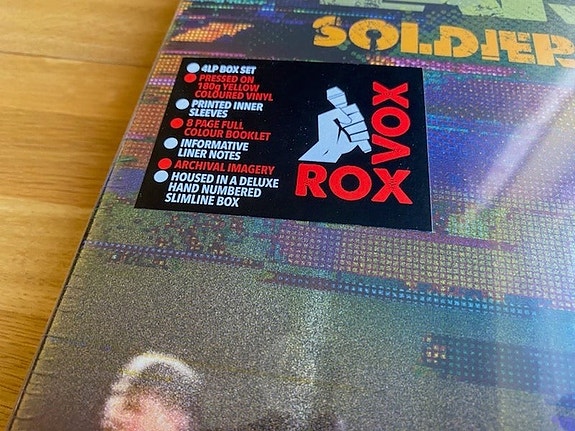 SOLDIER
4LP BOX SET
PRESSED ON
180g YELLOW
COLOURED VINYL
PRINTED INNER
SLEEVES
8 PAGE FULL
COLOUR BOOKLET
INFORMATIVE
LINER NOTES
ARCHIVAL IMAGERY
HOUSED IN A DELUXE
HAND NUMBERED
SLIMLINE BOX
ROX
VOX